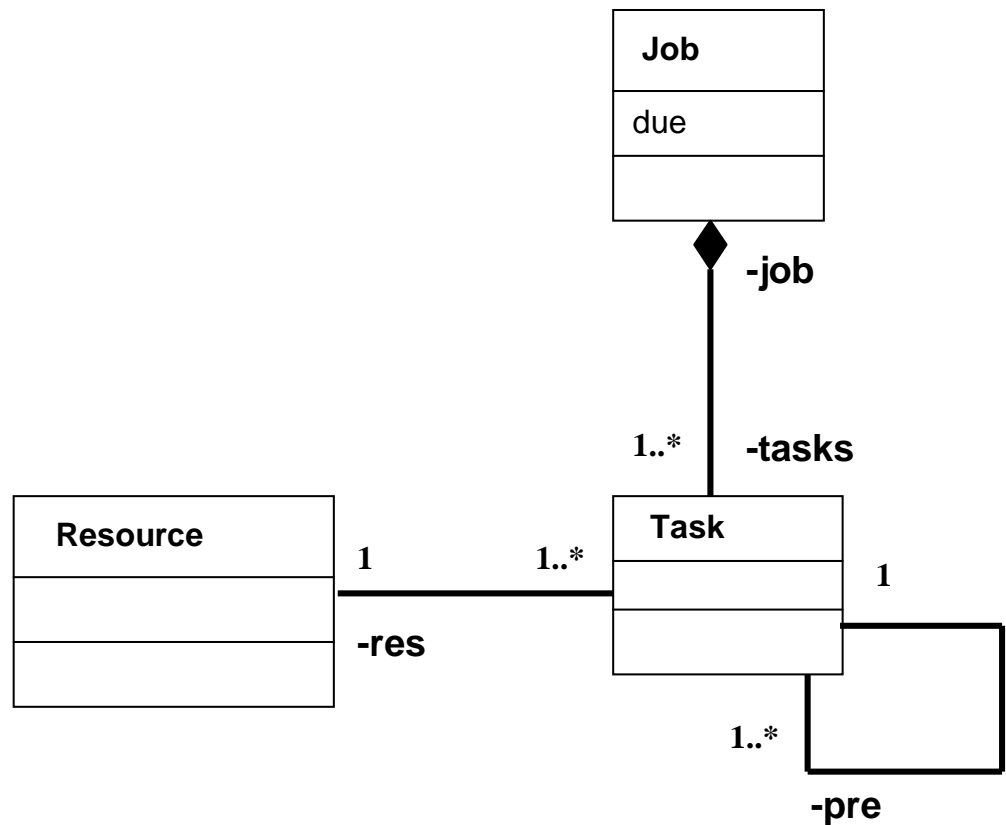 Job
due
-job
1..*
-tasks
Resource
Task
1
1..*
1
-res
1..*
-pre